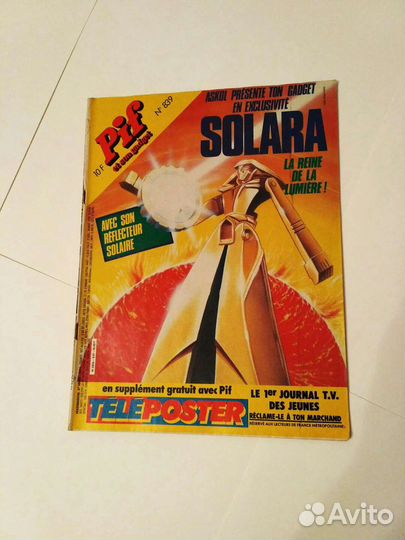 Pif
et son gadget
10 F
N° 839
ASKOL PRÉSENTE TON GADGET
EN EXCLUSIVITÉ
SOLARA
LA REINE
DE LA
LUMIÈRE !
AVEC SON
RÉFLECTEUR
SOLAIRE
en supplément gratuit avec Pif
TÉLÉPOSTER
LE 1er JOURNAL T.V.
DES JEUNES
RÉCLAME-LE À TON MARCHAND
RÉSERVÉ AUX LECTEURS DE FRANCE MÉTROPOLITAINE
Avito